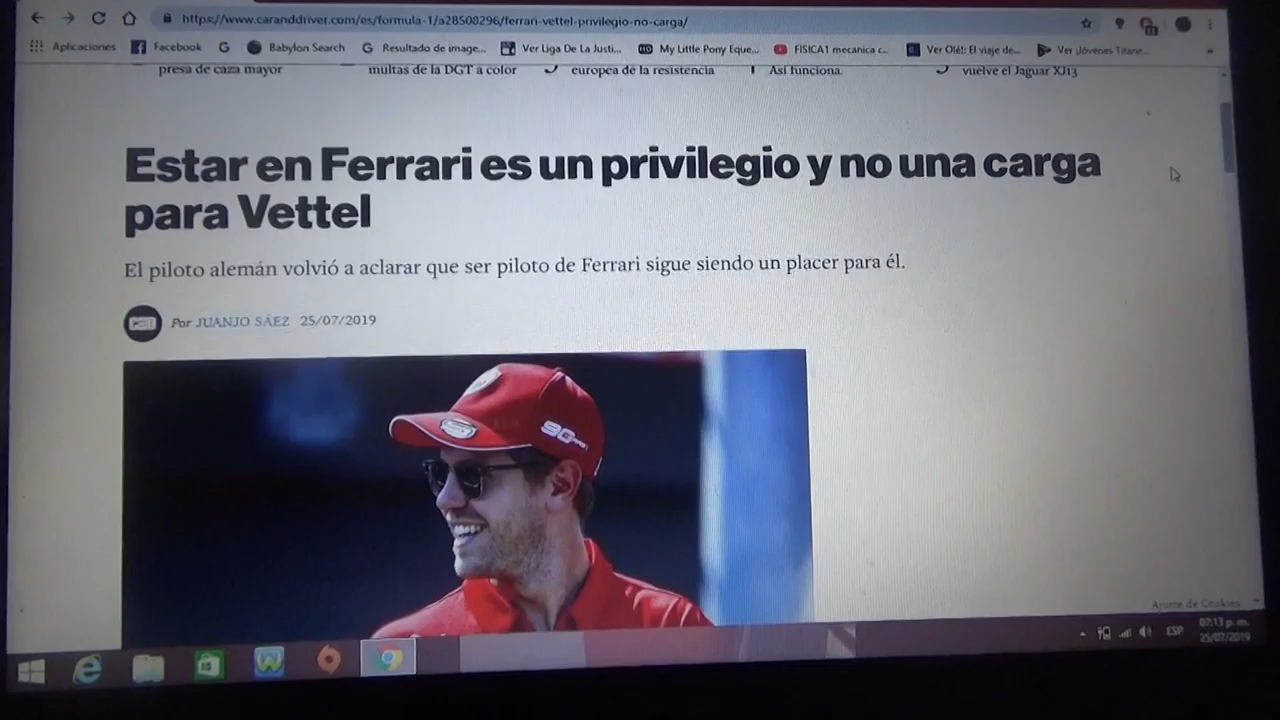 https://www.caranddriver.com/es/formula-1/a28508296/ferrari-vettel-privilegio-no-carga/
Aplicaciones Facebook Babylon Search Resultado de image... Ver Liga De La Justi... My Little Pony Eque... FISICA1 mecanica c... Ver Olé!: El viaje de... Ver ¡Jóvenes Titane...
presa de caza mayor multas de la DGT a color europea de la resistencia Así funciona. vuelve el Jaguar XJ13
Estar en Ferrari es un privilegio y no una carga
para Vettel
El piloto alemán volvió a aclarar que ser piloto de Ferrari sigue siendo un placer para él.
Por JUANJO SÁEZ 25/07/2019
90
Ajuste de Cookies
ESP
02:13 p. m.
25/07/2019